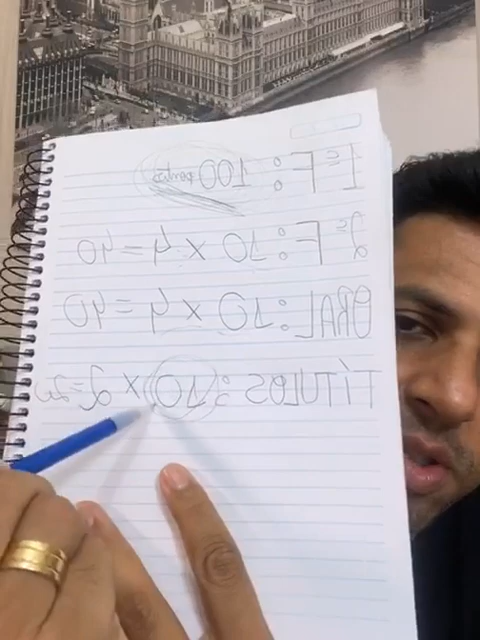 1ª F: 100 pontos
2ª F: 10 x 4 = 40
ORAL: 10 x 4 = 40
TÍTULOS: 10 x 2 = 20